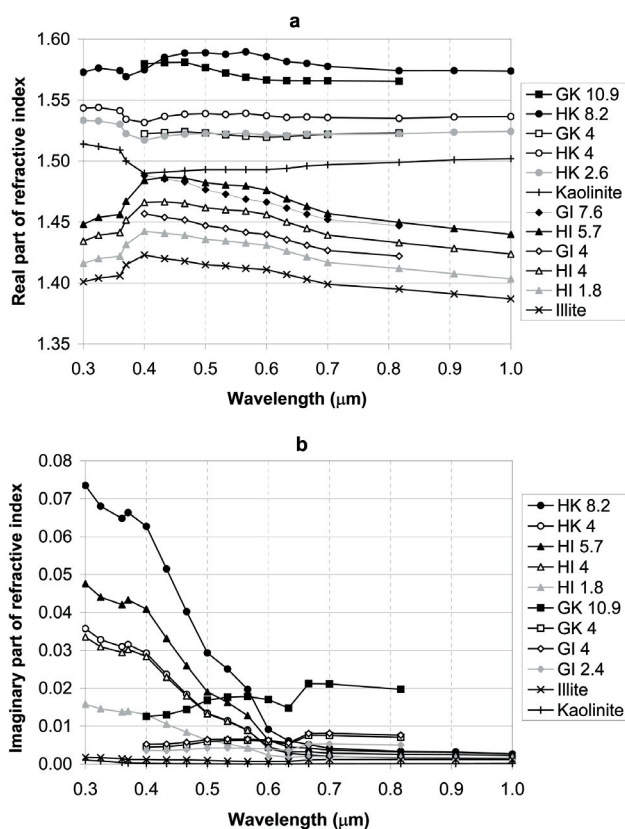 a
Real part of refractive index
1.60
1.55
1.50
1.45
1.40
1.35
0.3 0.4 0.5 0.6 0.7 0.8 0.9 1.0
Wavelength (µm)
GK 10.9
HK 8.2
GK 4
HK 4
HK 2.6
Kaolinite
GI 7.6
HI 5.7
GI 4
HI 4
HI 1.8
Illite
b
Imaginary part of refractive index
0.08
0.07
0.06
0.05
0.04
0.03
0.02
0.01
0.00
0.3 0.4 0.5 0.6 0.7 0.8 0.9 1.0
Wavelength (µm)
HK 8.2
HK 4
HI 5.7
HI 4
HI 1.8
GK 10.9
GK 4
GI 4
GI 2.4
Illite
Kaolinite